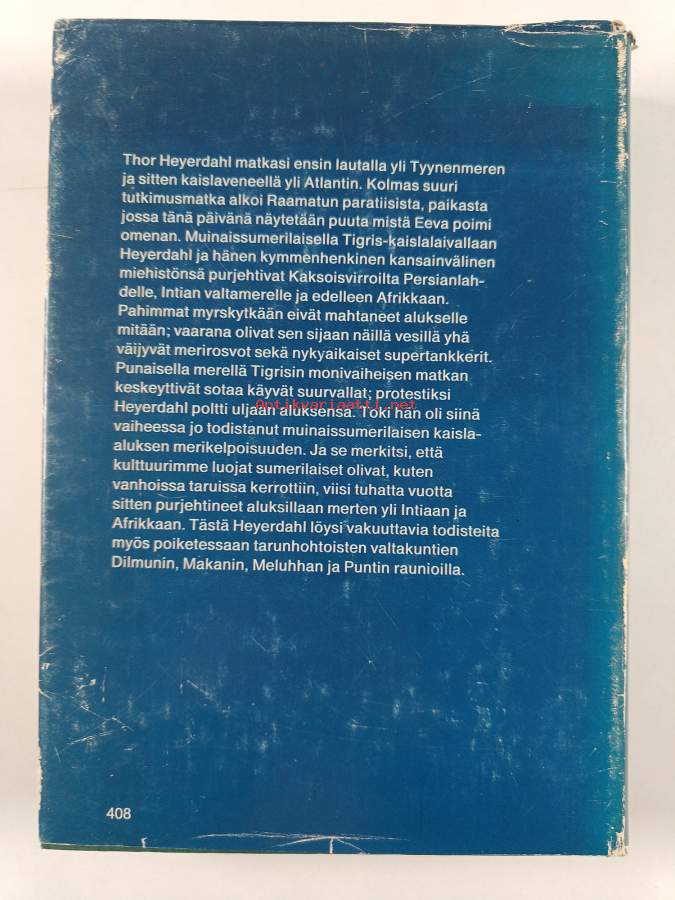 Thor Heyerdahl matkasi ensin lautalla yli Tyynenmeren
ja sitten kaislaveneellä yli Atlantin. Kolmas suuri
tutkimusmatka alkoi Raamatun paratiisista, paikasta
jossa tänä päivänä näytetään puuta mistä Eeva poimi
omenan. Muinaissumerilaisella Tigris-kaislalaivallaan
Heyerdahl ja hänen kymmenhenkinen kansainvälinen
miehistönsä purjehtivat Kaksoisvirroilta Persianlah-
delle, Intian valtamerelle ja edelleen Afrikkaan.
Pahimmat myrskytkään eivät mahtaneet alukselle
mitään; vaarana olivat sen sijaan näillä vesillä yhä
väijyvät merirosvot sekä nykyaikaiset supertankkerit.
Punaisella merellä Tigrisin monivaiheisen matkan
keskeyttivät sotaa käyvät suurvallat; protestiksi
Antikvariaatti.net
Heyerdahl poltti uljaan aluksensa. Toki hän oli siinä
vaiheessa jo todistanut muinaissumerilaisen kaisla-
aluksen merikelpoisuuden. Ja se merkitsi, että
kulttuurimme luojat sumerilaiset olivat, kuten
vanhoissa taruissa kerrottiin, viisi tuhatta vuotta
sitten purjehtineet aluksillaan merten yli Intiaan ja
Afrikkaan. Tästä Heyerdahl löysi vakuuttavia todisteita
myös poiketessaan tarunhohtoisten valtakuntien
Dilmunin, Makanin, Meluhhan ja Puntin raunioilla.
408